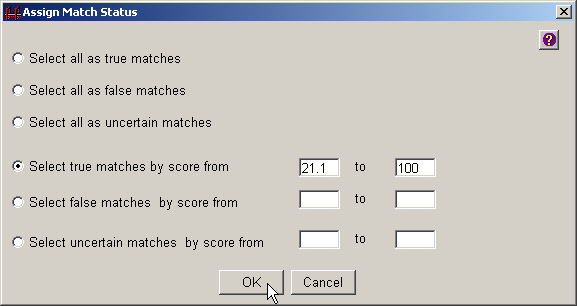 Assign Match Status
?
Select all as true matches
Select all as false matches
Select all as uncertain matches
Select true matches by score from 21.1 to 100
Select false matches  by score from to
Select uncertain matches  by score from to
OK Cancel